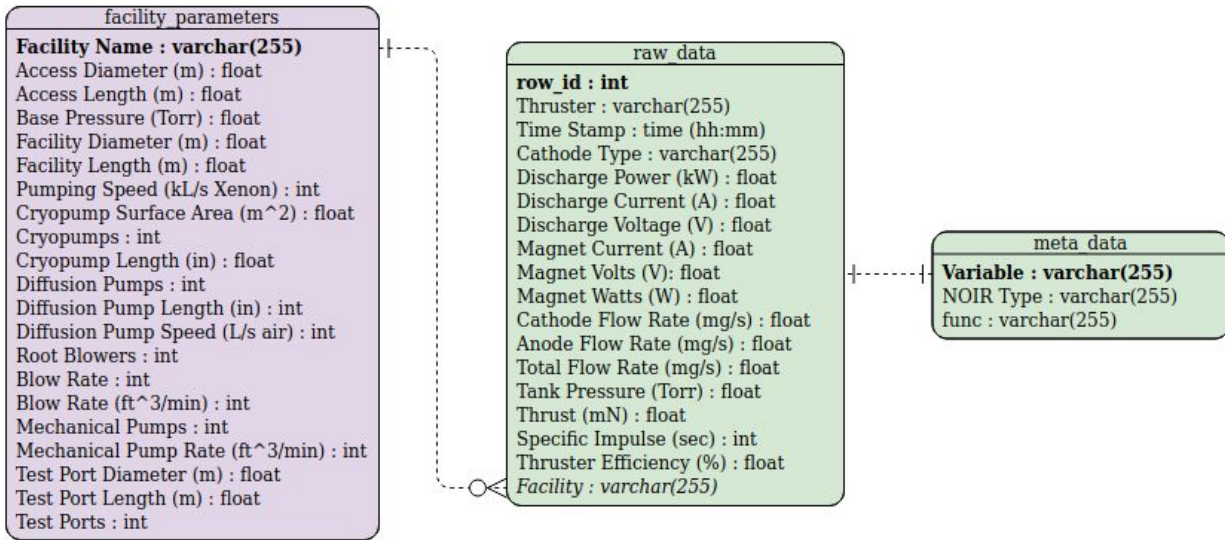 facility_parameters
Facility Name : varchar(255)
Access Diameter (m) : float
Access Length (m) : float
Base Pressure (Torr) : float
Facility Diameter (m) : float
Facility Length (m) : float
Pumping Speed (kL/s Xenon) : int
Cryopump Surface Area (m^2) : float
Cryopumps : int
Cryopump Length (in) : float
Diffusion Pumps : int
Diffusion Pump Length (in) : int
Diffusion Pump Speed (L/s air) : int
Root Blowers : int
Blow Rate : int
Blow Rate (ft^3/min) : int
Mechanical Pumps : int
Mechanical Pump Rate (ft^3/min) : int
Test Port Diameter (m) : float
Test Port Length (m) : float
Test Ports : int
raw_data
row_id : int
Thruster : varchar(255)
Time Stamp : time (hh:mm)
Cathode Type : varchar(255)
Discharge Power (kW) : float
Discharge Current (A) : float
Discharge Voltage (V) : float
Magnet Current (A) : float
Magnet Volts (V): float
Magnet Watts (W) : float
Cathode Flow Rate (mg/s) : float
Anode Flow Rate (mg/s) : float
Total Flow Rate (mg/s) : float
Tank Pressure (Torr) : float
Thrust (mN) : float
Specific Impulse (sec) : int
Thruster Efficiency (%) : float
Facility : varchar(255)
meta_data
Variable : varchar(255)
NOIR Type : varchar(255)
func : varchar(255)